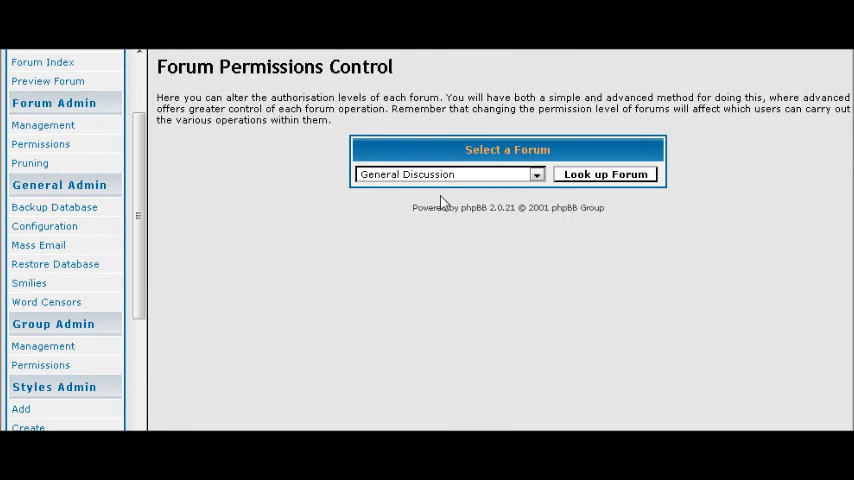 Forum Index
Preview Forum
Forum Admin
Management
Permissions
Pruning
General Admin
Backup Database
Configuration
Mass Email
Restore Database
Smilies
Word Censors
Group Admin
Management
Permissions
Styles Admin
Add
Create
Forum Permissions Control
Here you can alter the authorisation levels of each forum. You will have both a simple and advanced method for doing this, where advanced
offers greater control of each forum operation. Remember that changing the permission level of forums will affect which users can carry out
the various operations within them.
Select a Forum
General Discussion
Look up Forum
Powered by phpBB 2.0.21 © 2001 phpBB Group